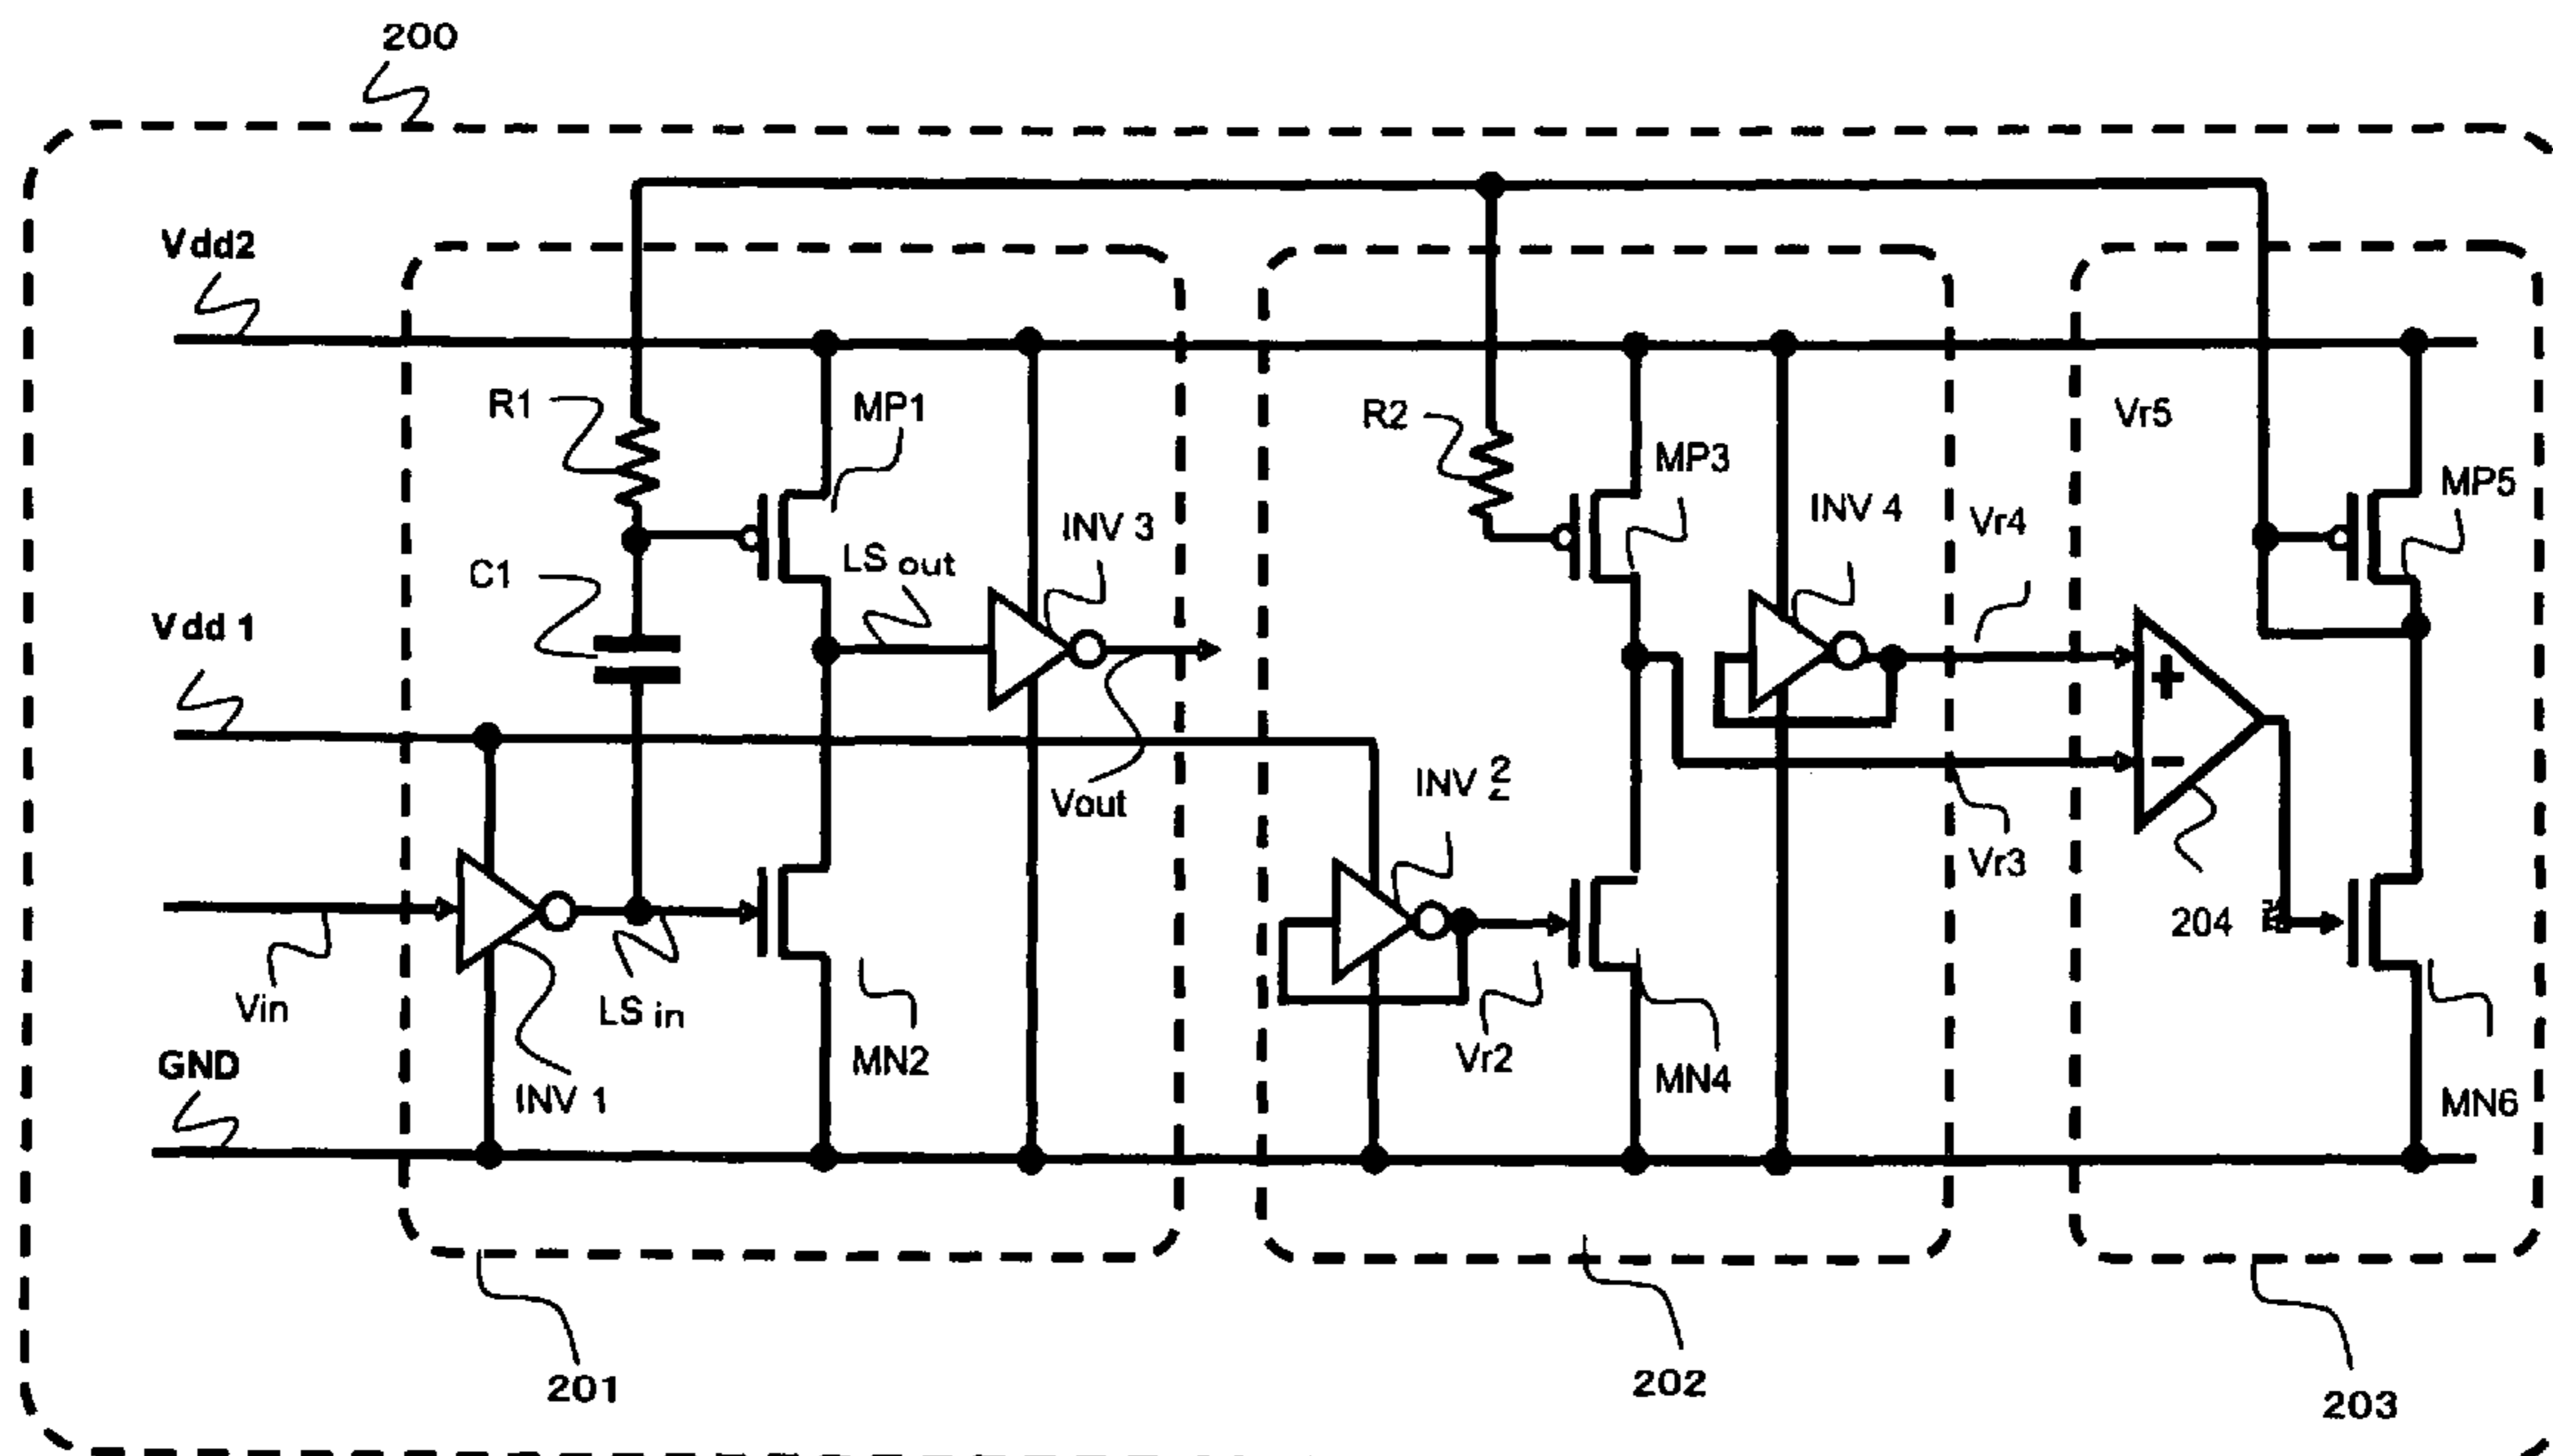 200
Vdd2
R1
MP1
R2
MP3
Vr5
MP5
INV 3
INV 4
Vr4
LS out
C1
Vdd 1
+
−
INV 2
Vout
Vr3
204
Vin
LS in
Vr2
GND
INV 1
MN2
MN4
MN6
201
202
203